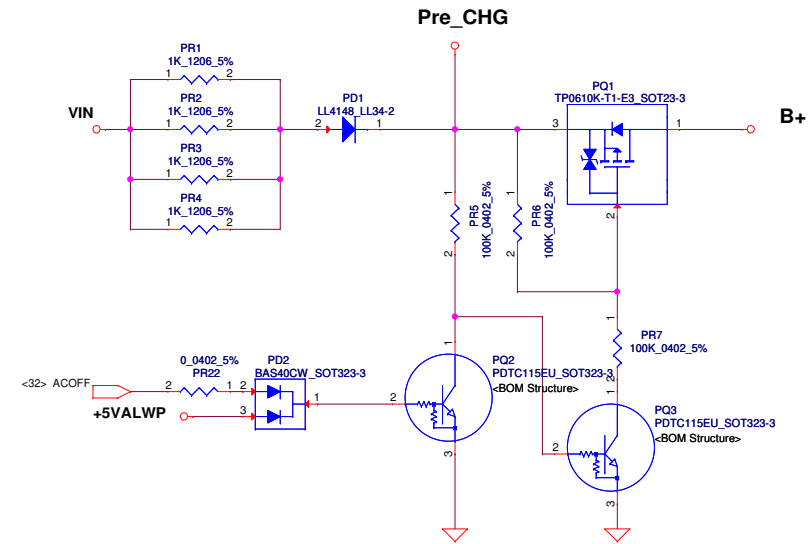 Pre_CHG
PR1
1K_1206_5%
1 2
PR2
1K_1206_5%
1 2
PR3
1K_1206_5%
1 2
PR4
1K_1206_5%
1 2
VIN
PD1
LL4148_LL34-2
2 1
PQ1
TP0610K-T1-E3_SOT23-3
3 1
2
B+
1
PR5
100K_0402_5%
2
1
PR6
100K_0402_5%
2
1
PR7
100K_0402_5%
2
0_0402_5%
PR22
<32> ACOFF
2 1
+5VALWP
PD2
BAS40CW_SOT323-3
2
3
1
PQ2
PDTC115EU_SOT323-3
<BOM Structure>
1
2
3
PQ3
PDTC115EU_SOT323-3
<BOM Structure>
1
2
3